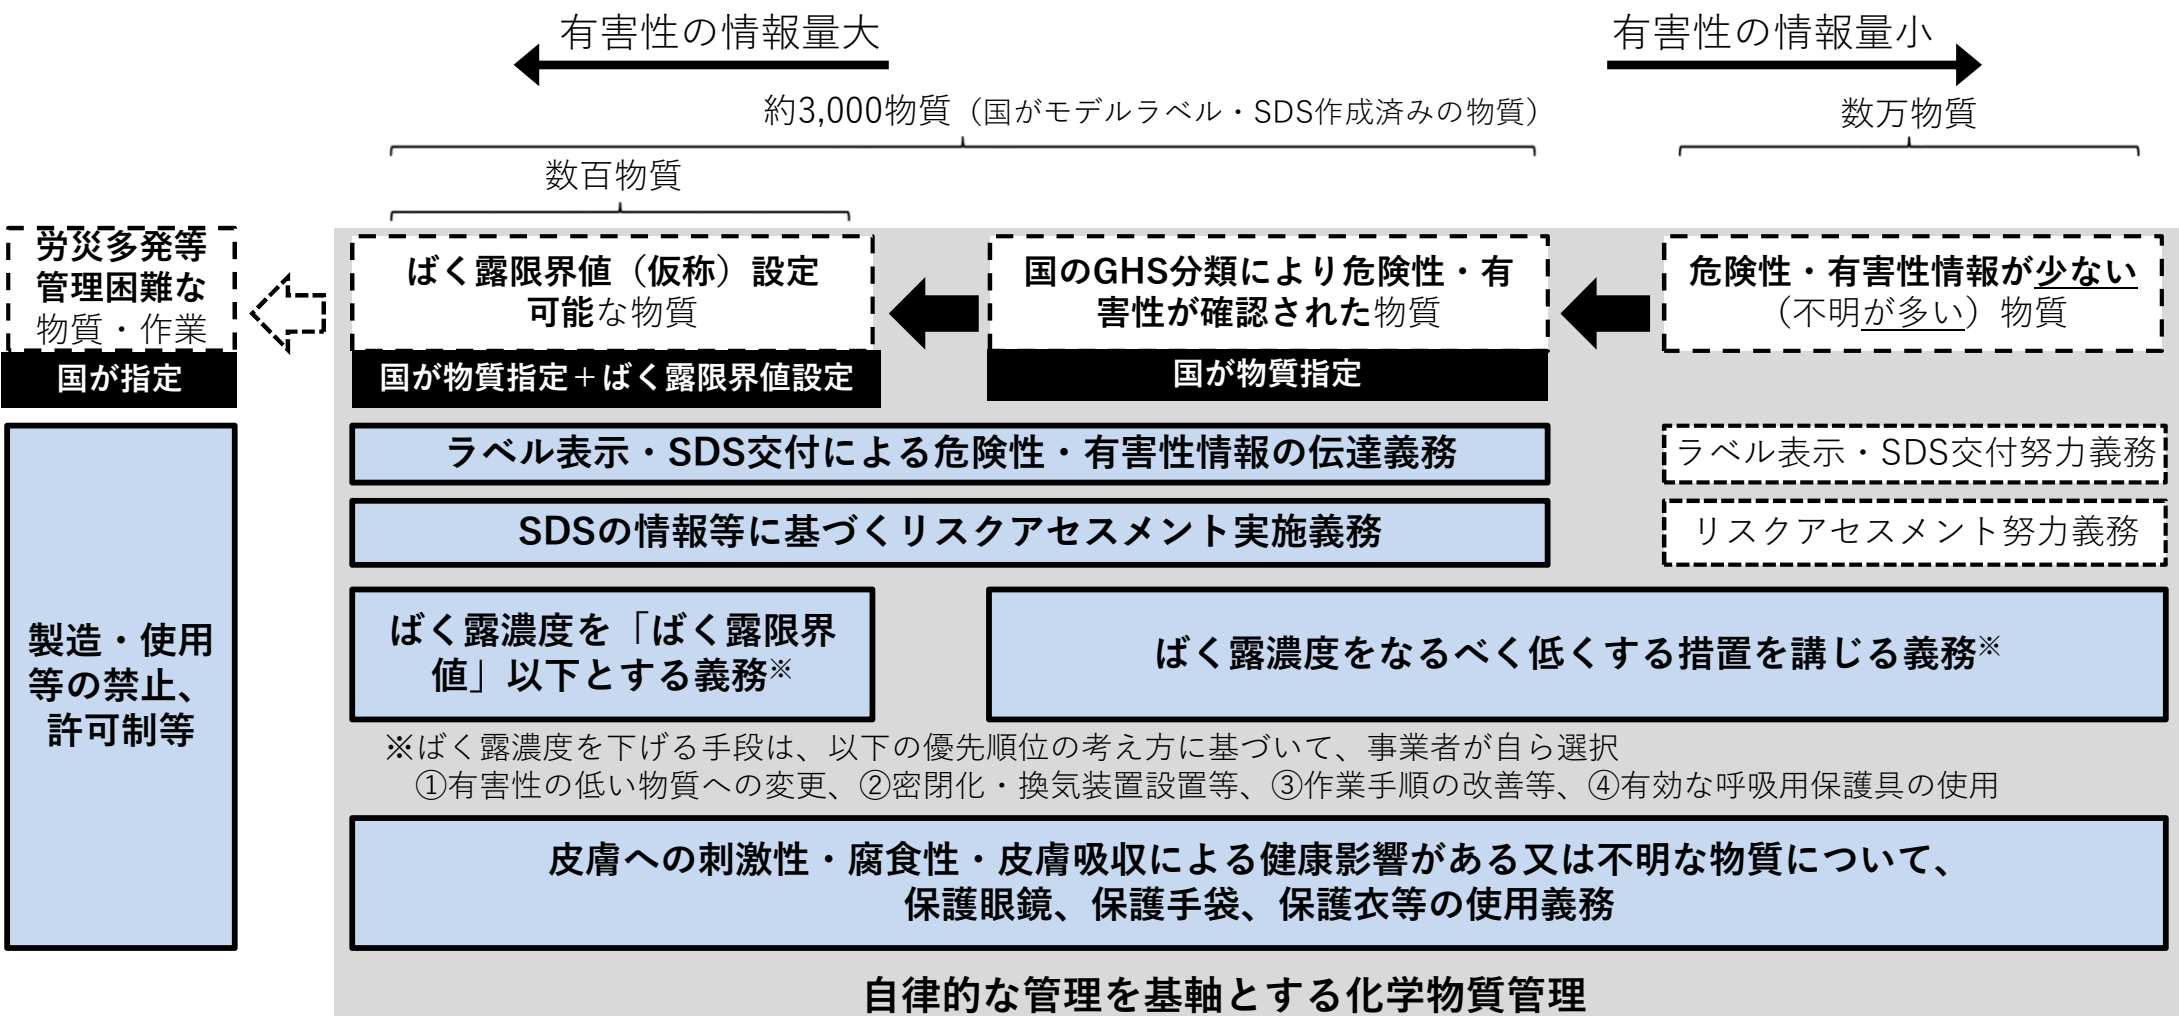 有害性の情報量大
有害性の情報量小
約3,000物質（国がモデルラベル・SDS作成済みの物質）
数万物質
数百物質
労災多発等
管理困難な
物質・作業
国が指定
製造・使用
等の禁止、
許可制等
ばく露限界値（仮称）設定
可能な物質
国が物質指定＋ばく露限界値設定
国のGHS分類により危険性・有
害性が確認された物質
国が物質指定
危険性・有害性情報が少ない
（不明が多い）物質
ラベル表示・SDS交付による危険性・有害性情報の伝達義務
ラベル表示・SDS交付努力義務
SDSの情報等に基づくリスクアセスメント実施義務
リスクアセスメント努力義務
ばく露濃度を「ばく露限界
値」以下とする義務※
ばく露濃度をなるべく低くする措置を講じる義務※
※ばく露濃度を下げる手段は、以下の優先順位の考え方に基づいて、事業者が自ら選択
①有害性の低い物質への変更、②密閉化・換気装置設置等、③作業手順の改善等、④有効な呼吸用保護具の使用
皮膚への刺激性・腐食性・皮膚吸収による健康影響がある又は不明な物質について、
保護眼鏡、保護手袋、保護衣等の使用義務
自律的な管理を基軸とする化学物質管理